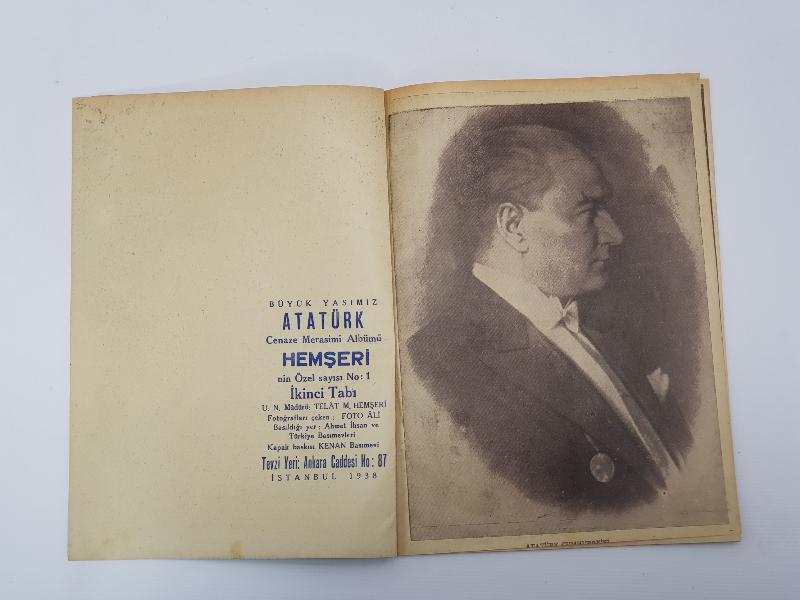 BÜYÜK YASIMIZ
ATATÜRK
Cenaze Merasimi Albümü
HEMŞERİ
nin Özel sayısı No: 1
İkinci Tabı
U. N. Müdürü: TELÂT M. HEMŞERİ
Fotoğrafları çeken: FOTO ÂLİ
Basıldığı yer: Ahmet İhsan ve
Türkiye Basımevleri
Kapak baskısı KENAN Basımevi
Tevzi Yeri: Ankara Caddesi No: 87
İSTANBUL 1938
ATATÜRK